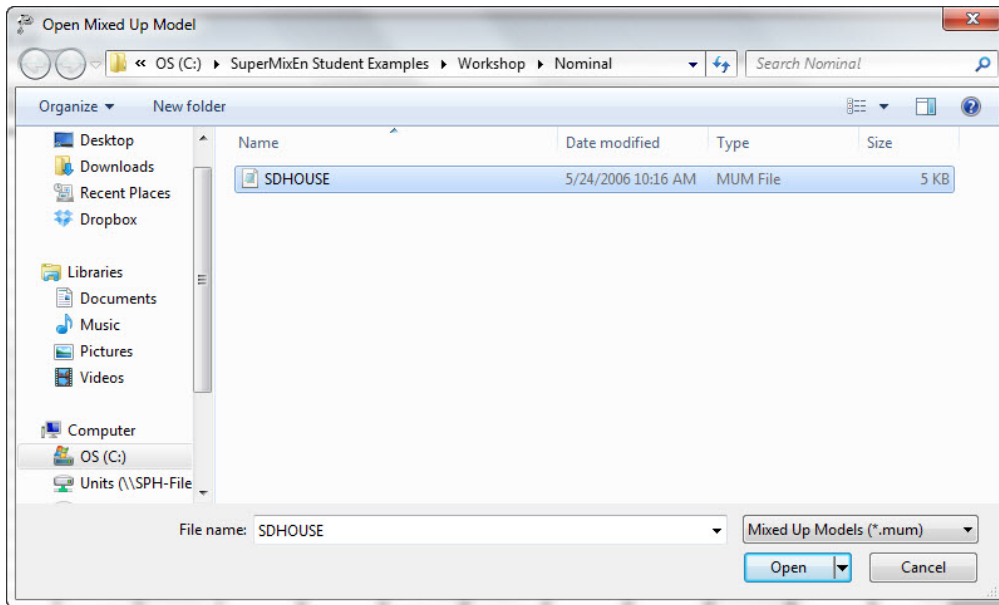 Open Mixed Up Model
« OS (C:) SuperMixEn Student Examples Workshop Nominal Search Nominal
Organize New folder
Desktop
Downloads
Recent Places
Dropbox
Libraries
Documents
Music
Pictures
Videos
Computer
OS (C:)
Units (\\SPH-File
Name Date modified Type Size
SDHOUSE 5/24/2006 10:16 AM MUM File 5 KB
File name: SDHOUSE Mixed Up Models (*.mum)
Open Cancel